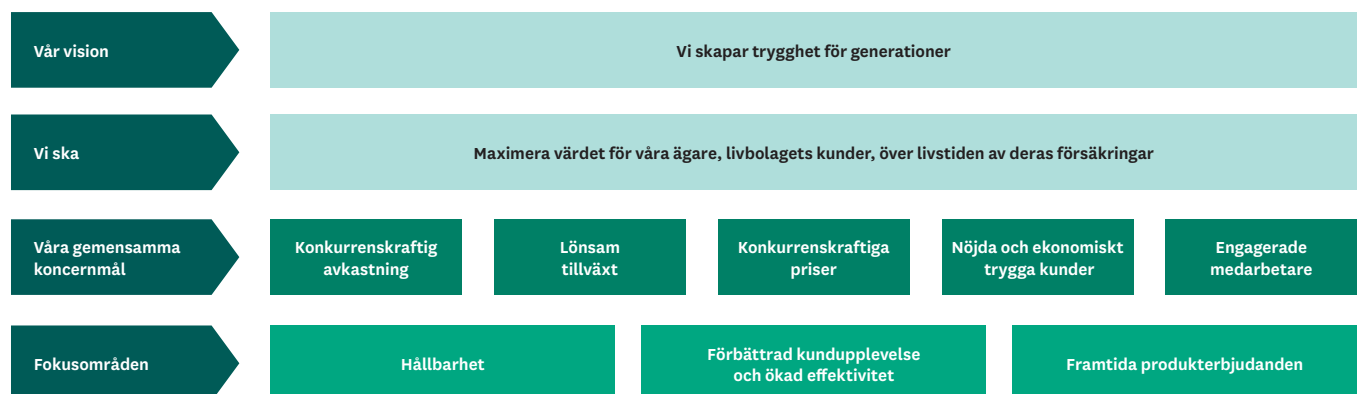 Vår vision
Vi skapar trygghet för generationer
Vi ska
Maximera värdet för våra ägare, livbolagets kunder, över livstiden av deras försäkringar
Våra gemensamma
koncernmål
Konkurrenskraftig
avkastning
Lönsam
tillväxt
Konkurrenskraftiga
priser
Nöjda och ekonomiskt
trygga kunder
Engagerade
medarbetare
Fokusområden
Hållbarhet
Förbättrad kundupplevelse
och ökad effektivitet
Framtida produkterbjudanden